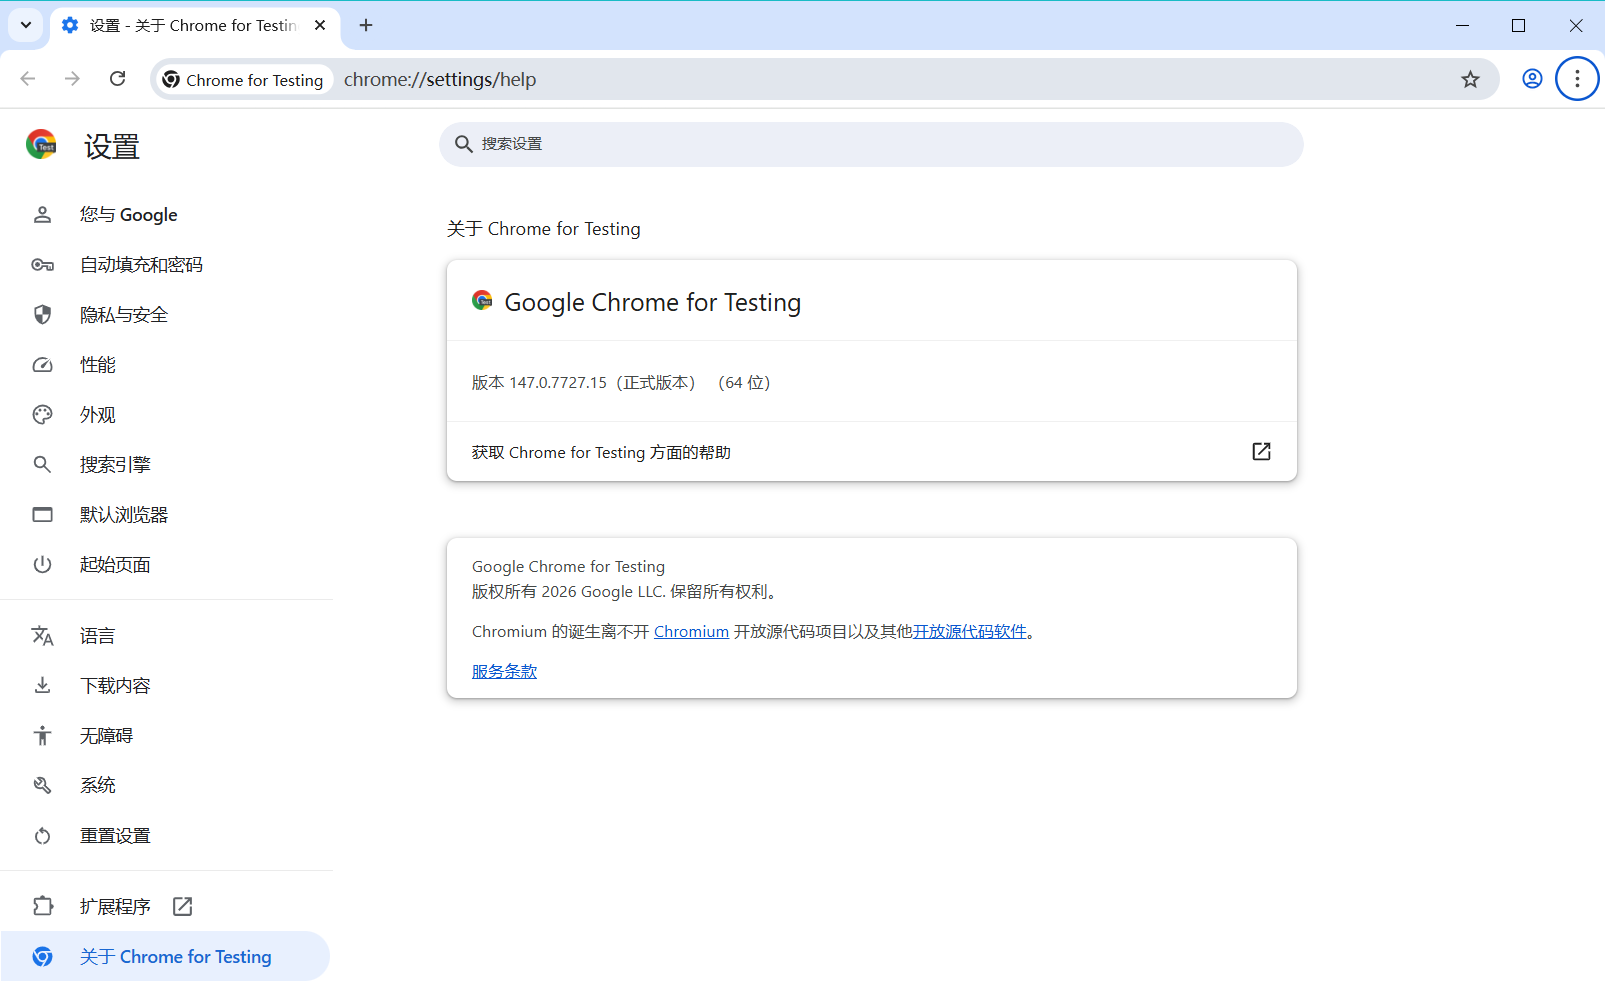 设置 - 关于 Chrome for Testin
Chrome for Testing
chrome://settings/help
Test
设置
搜索设置
您与 Google
自动填充和密码
隐私与安全
性能
外观
搜索引擎
默认浏览器
起始页面
语言
下载内容
无障碍
系统
重置设置
扩展程序
关于 Chrome for Testing
关于 Chrome for Testing
Test
Google Chrome for Testing
版本 147.0.7727.15（正式版本） （64 位）
获取 Chrome for Testing 方面的帮助
Google Chrome for Testing
版权所有 2026 Google LLC. 保留所有权利。
Chromium 的诞生离不开 Chromium 开放源代码项目以及其他开放源代码软件。
服务条款